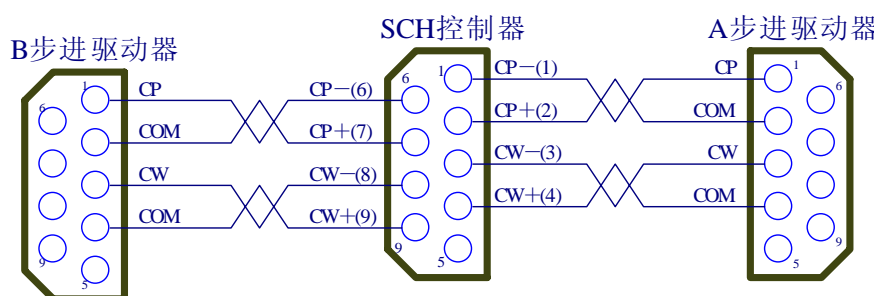 B步进驱动器
SCH控制器
A步进驱动器
1
6
9
5
CP
COM
CW
COM
CP－(6)
CP＋(7)
CW－(8)
CW＋(9)
6
1
9
5
CP－(1)
CP＋(2)
CW－(3)
CW＋(4)
CP
COM
CW
COM
1
6
9
5